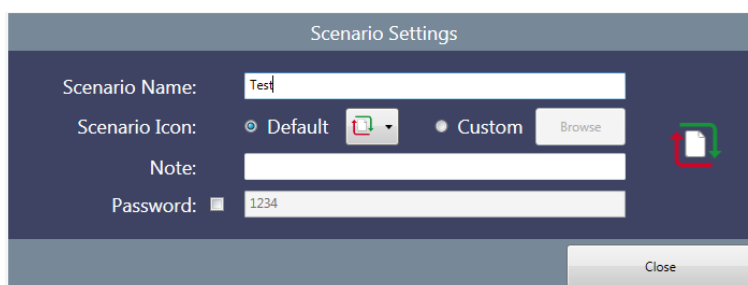 Scenario Settings
Scenario Name: Test
Scenario Icon: Default Custom Browse
Note:
Password: 1234
Close